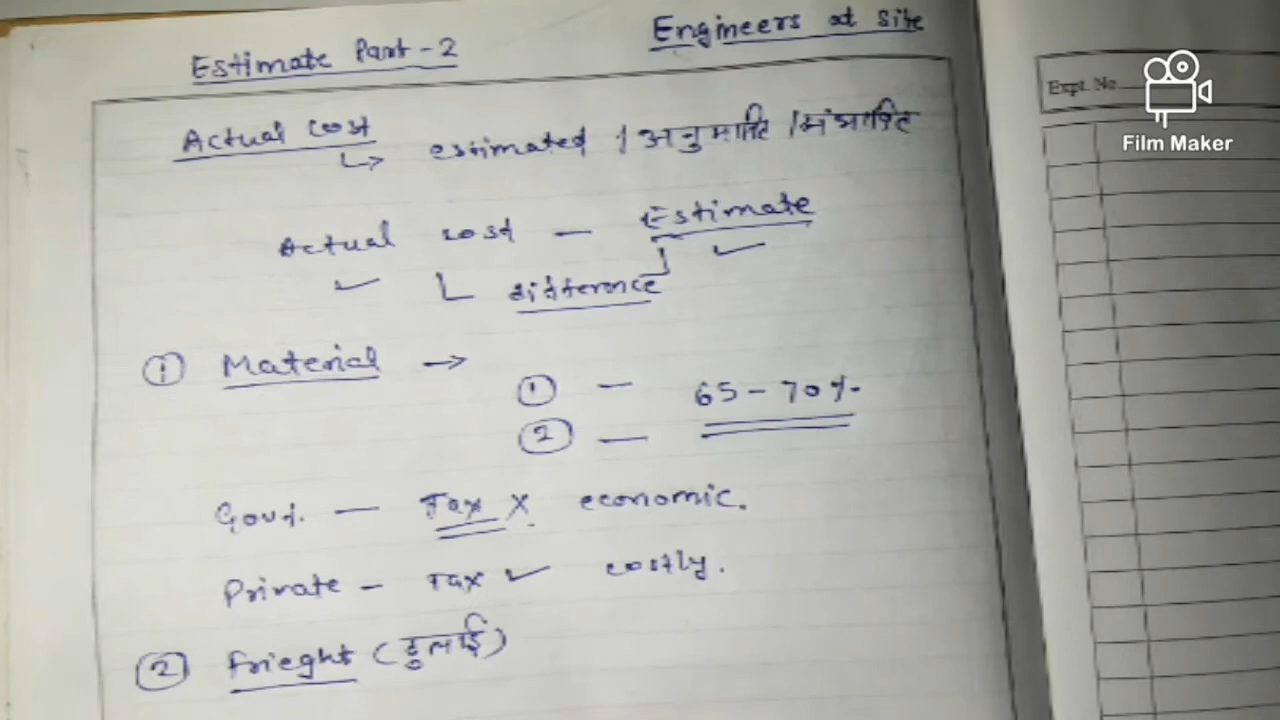 Estimate Part-2
Engineers at site
Actual cost
↳ estimated / अनुमानित /
Actual cost — Estimate
✓ difference ✓
① Material →
① — 65 - 70%
② —
Govt. — Tax X economic.
Private - Tax ✓ costly.
② frieght (ढुलाई)
Expt. No.
Film Maker